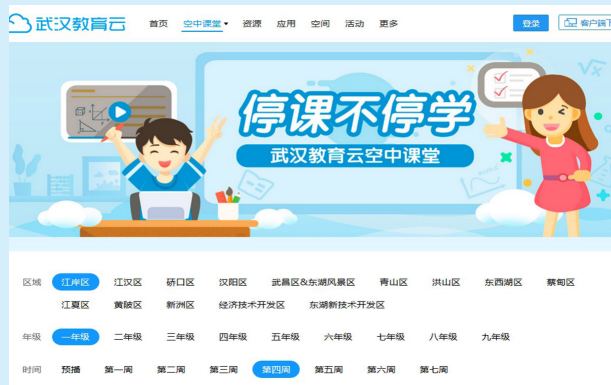 武汉教育云 首页 空中课堂 资源 应用 空间 活动 更多 登录 客户端下
停课不停学
武汉教育云空中课堂
区域 江岸区 江汉区 硚口区 汉阳区 武昌区&东湖风景区 青山区 洪山区 东西湖区 蔡甸区
江夏区 黄陂区 新洲区 经济技术开发区 东湖新技术开发区
年级 一年级 二年级 三年级 四年级 五年级 六年级 七年级 八年级 九年级
时间 预播 第一周 第二周 第三周 第四周 第五周 第六周 第七周